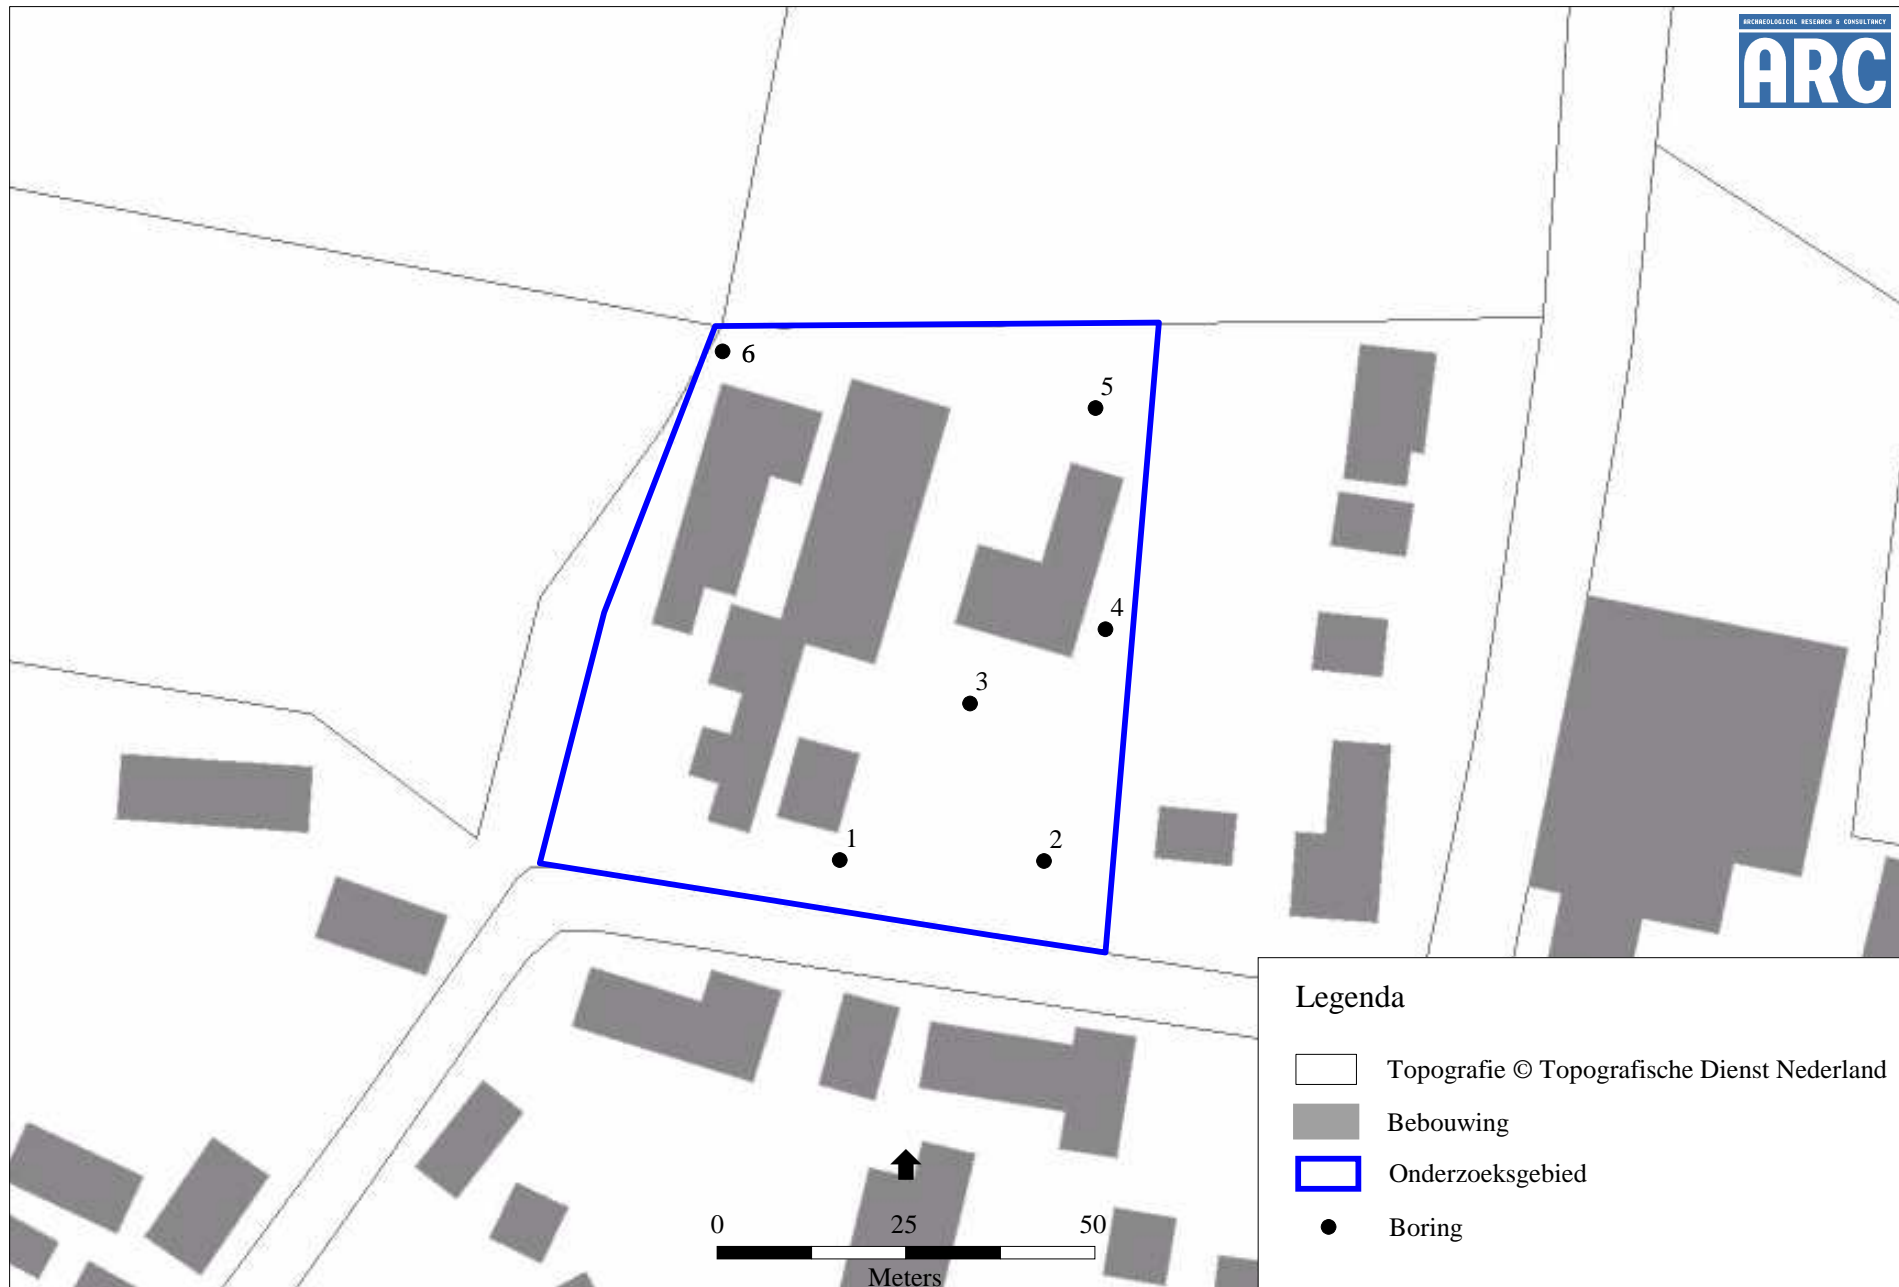 ARCHAEOLOGICAL RESEARCH & CONSULTANCY
ARC
6
5
4
3
1
2
Legenda
Topografie © Topografische Dienst Nederland
Bebouwing
Onderzoeksgebied
Boring
0 25 50
Meters